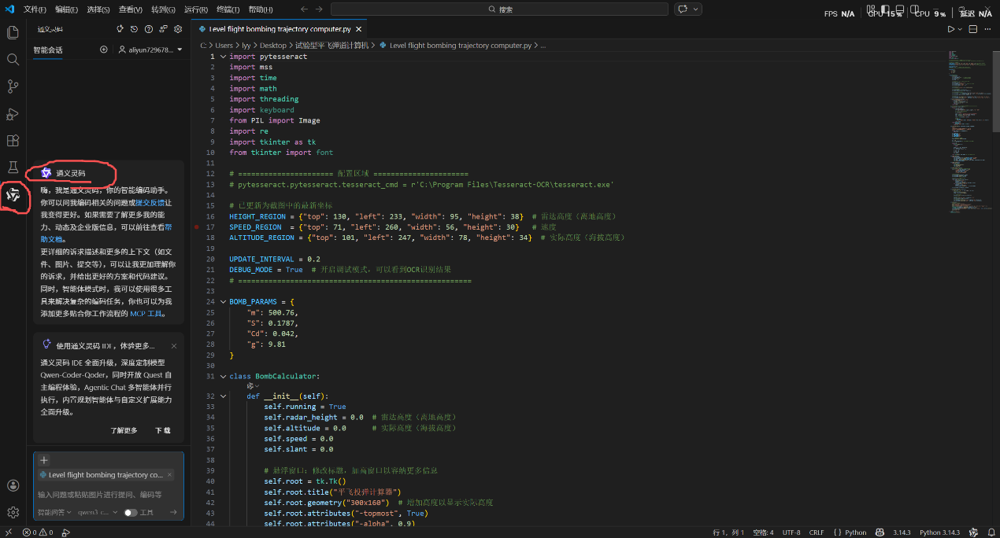 文件(F) 编辑(E) 选择(S) 查看(V) 转到(G) 运行(R) 终端(T) 帮助(H)
搜索
FPS N/A GPU 15 % CPU 9 % 延迟 N/A
通义灵码
智能会话
aliyun729678...
通义灵码
嗨，我是通义灵码，你的智能编码助手。
你可以问我编码相关的问题或提交反馈让
我变得更好。如果需要了解更多我的能
力、动态及企业版信息，可以前往查看帮
助文档。
更详细的诉求描述和更多的上下文（如文
件、图片、提交等），可以让我更加理解你
的诉求，并给出更好的方案和代码建议。
同时，智能体模式时，我可以使用很多工
具来解决复杂的编码任务，你也可以为我
添加更多贴合你工作流程的 MCP 工具。
使用通义灵码 IDE，体验更多...
通义灵码 IDE 全面升级，深度定制模型
Qwen-Coder-Qoder，同时开放 Quest 自
主编程体验，Agentic Chat 多智能体并行
执行，内置规划智能体与自定义扩展能力
全面升级。
了解更多 下载
Level flight bombing trajectory co...
输入问题或粘贴图片进行提问、编码等
智能问答 qwen3_c... 工具
Level flight bombing trajectory computer.py
C: > Users > lyy > Desktop > 试验型平飞弹道计算机 > Level flight bombing trajectory computer.py > ...
1 import pytesseract
2 import mss
3 import time
4 import math
5 import threading
6 import keyboard
7 from PIL import Image
8 import re
9 import tkinter as tk
10 from tkinter import font
11
12 # ====================== 配置区域 ======================
13 # pytesseract.pytesseract.tesseract_cmd = r'C:\Program Files\Tesseract-OCR\tesseract.exe'
14
15 # 已更新为截图中的最新坐标
16 HEIGHT_REGION = {"top": 130, "left": 233, "width": 95, "height": 38}  # 雷达高度（离地高度）
17 SPEED_REGION  = {"top": 71, "left": 260, "width": 56, "height": 30}   # 速度
18 ALTITUDE_REGION = {"top": 101, "left": 247, "width": 78, "height": 34}  # 实际高度（海拔高度）
19
20 UPDATE_INTERVAL = 0.2
21 DEBUG_MODE = True  # 开启调试模式，可以看到OCR识别结果
22 # ======================================================
23
24 BOMB_PARAMS = {
25     "m": 500.76,
26     "S": 0.1787,
27     "Cd": 0.042,
28     "g": 9.81
29 }
30
31 class BombCalculator:
32     def __init__(self):
33         self.running = True
34         self.radar_height = 0.0  # 雷达高度（离地高度）
35         self.altitude = 0.0      # 实际高度（海拔高度）
36         self.speed = 0.0
37         self.slant = 0.0
38
39         # 悬浮窗口：修改标题，加高窗口以容纳更多信息
40         self.root = tk.Tk()
41         self.root.title("平飞投弹计算器")
42         self.root.geometry("300x160")  # 增加高度以显示实际高度
43         self.root.attributes("-topmost", True)
44         self.root.attributes("-alpha", 0.9)
0 0 行 1，列 1 空格: 4 UTF-8 CRLF { } Python 3.14.3 Python 3.14.3